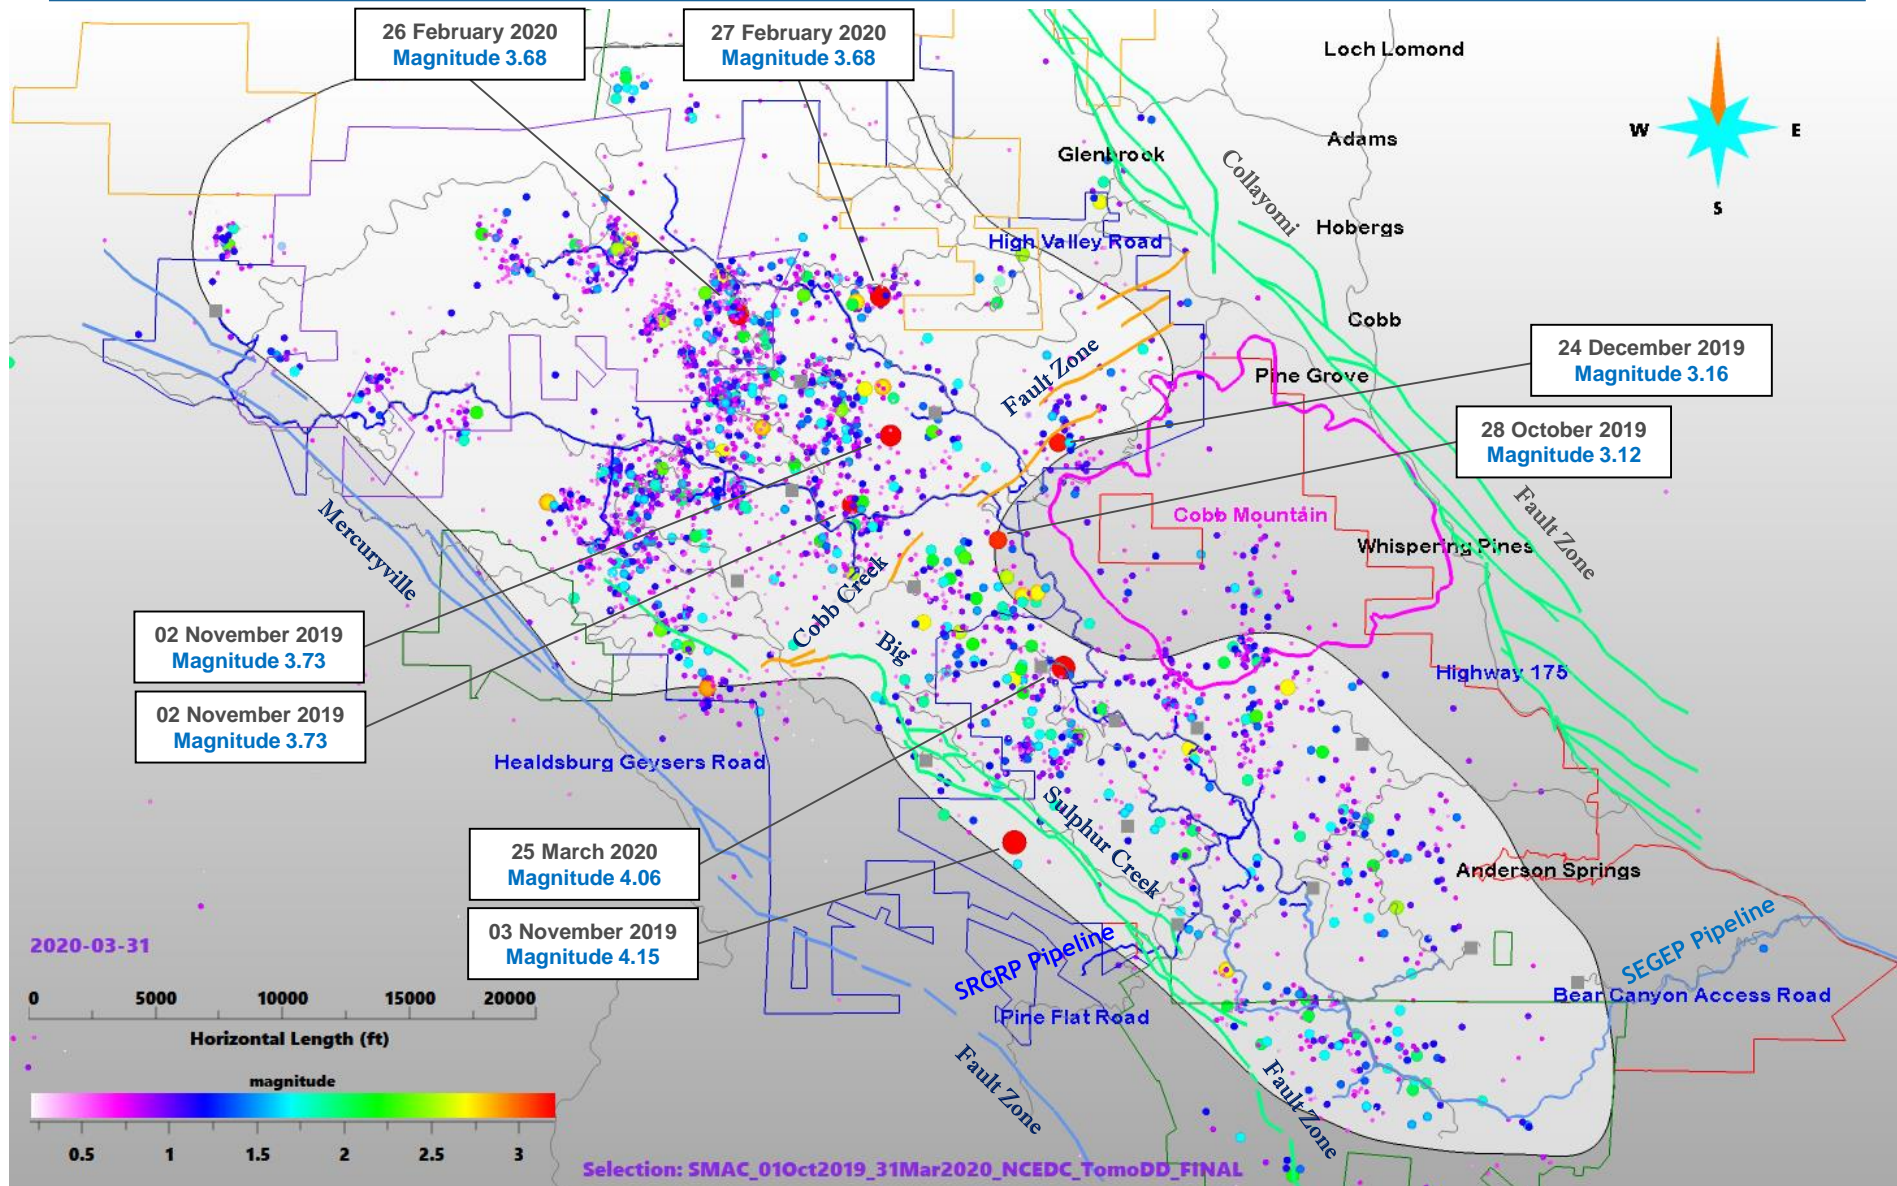 26 February 2020
Magnitude 3.68
27 February 2020
Magnitude 3.68
Loch Lomond
W
E
S
Adams
Glenbrook
Collayomi
Hobergs
High Valley Road
Cobb
24 December 2019
Magnitude 3.16
Fault Zone
Pine Grove
28 October 2019
Magnitude 3.12
Mercuryville
Cobb Mountain
Fault Zone
Whispering Pines
Cobb Creek
02 November 2019
Magnitude 3.73
Big
Highway 175
02 November 2019
Magnitude 3.73
Healdsburg Geysers Road
Sulphur Creek
25 March 2020
Magnitude 4.06
Anderson Springs
03 November 2019
Magnitude 4.15
2020-03-31
SRGRP Pipeline
SEGEP Pipeline
0 5000 10000 15000 20000
Bear Canyon Access Road
Pine Flat Road
Horizontal Length (ft)
Fault Zone
Fault Zone
magnitude
0.5 1 1.5 2 2.5 3
Selection: SMAC_01Oct2019_31Mar2020_NCEDC_TomoDD_FINAL